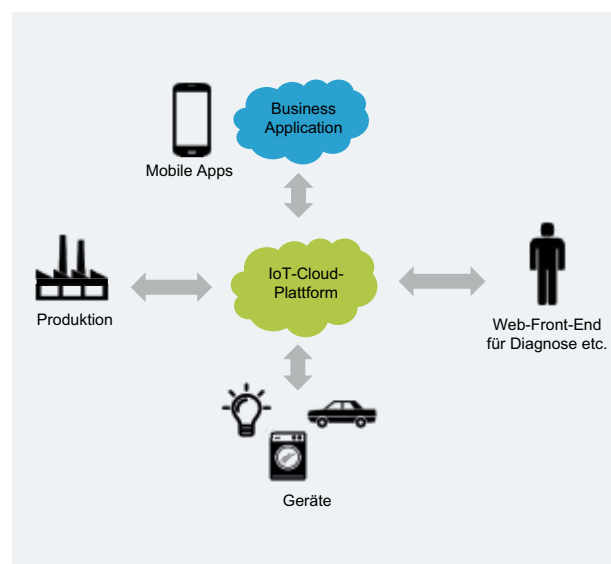 Business
Application
Mobile Apps
IoT-Cloud-
Plattform
Produktion
Web-Front-End
für Diagnose etc.
Geräte